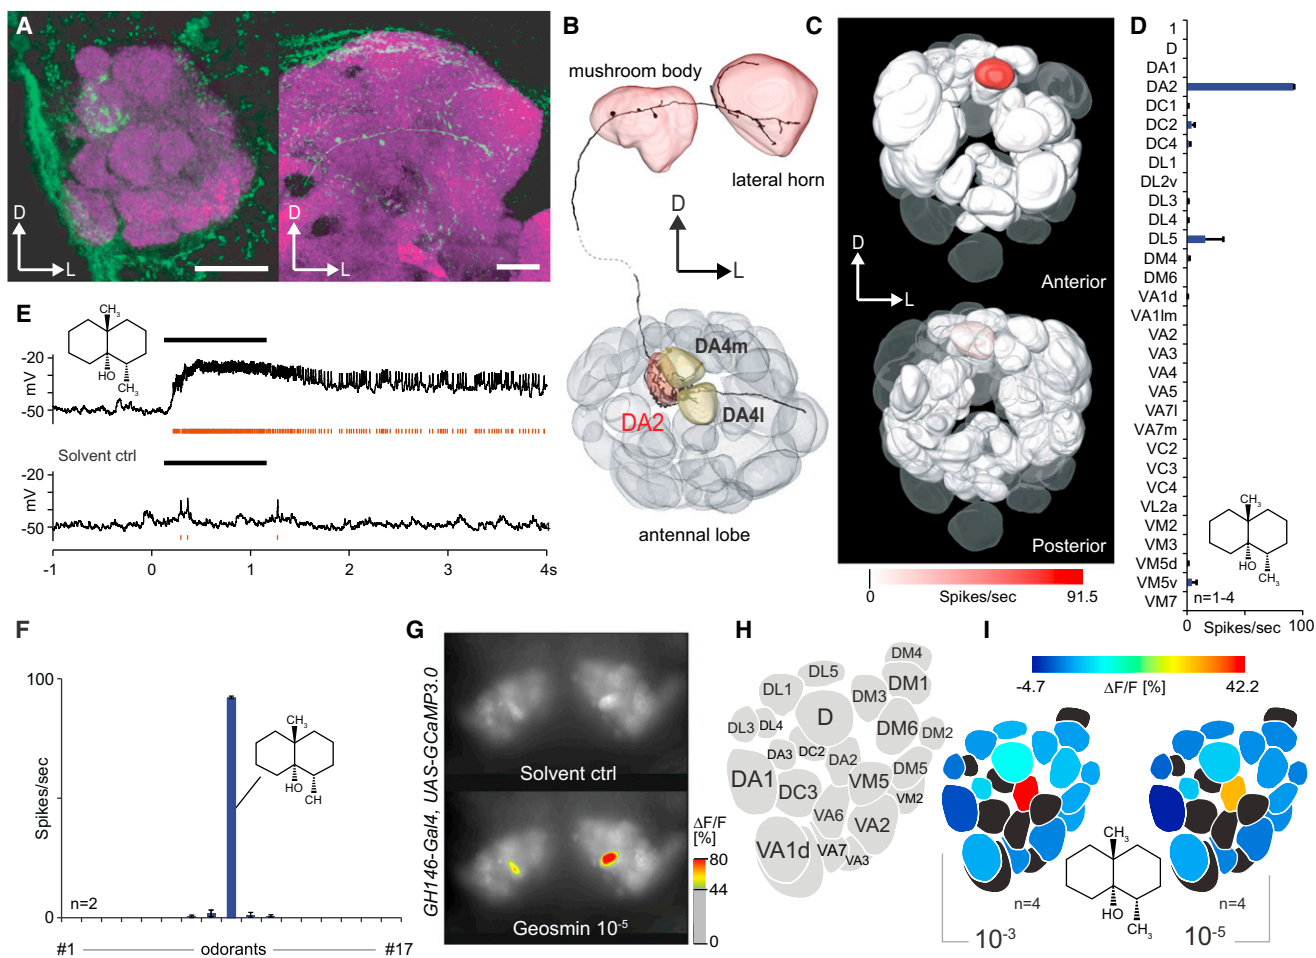 A
D
L
D
L
B
mushroom body
lateral horn
D
L
DA4m
DA4l
DA2
antennal lobe
C
D
L
Anterior
Posterior
0
Spikes/sec
91.5
D
1
D
DA1
DA2
DC1
DC2
DC4
DL1
DL2v
DL3
DL4
DL5
DM4
DM6
VA1d
VA1lm
VA2
VA3
VA4
VA5
VA7l
VA7m
VC2
VC3
VC4
VL2a
VM2
VM3
VM5d
VM5v
VM7
CH3
HO
CH3
n=1-4
0
Spikes/sec
100
E
CH3
HO
CH3
-20
mV
-50
Solvent ctrl
-20
mV
-50
-1
0
1
2
3
4s
F
100
Spikes/sec
0
n=2
CH3
HO
CH
#1
odorants
#17
G
GH146-Gal4, UAS-GCaMP3.0
Solvent ctrl
Geosmin 10-5
ΔF/F
[%]
80
44
0
H
DM4
DL5
DM1
DL1
DM3
D
DM6
DM2
DL3
DL4
DA3
DC2
DA2
DM5
DA1
DC3
VM5
VM2
VA6
VA2
VA1d
VA7
VA3
I
-4.7
ΔF/F [%]
42.2
CH3
HO
CH3
n=4
n=4
10-3
10-5